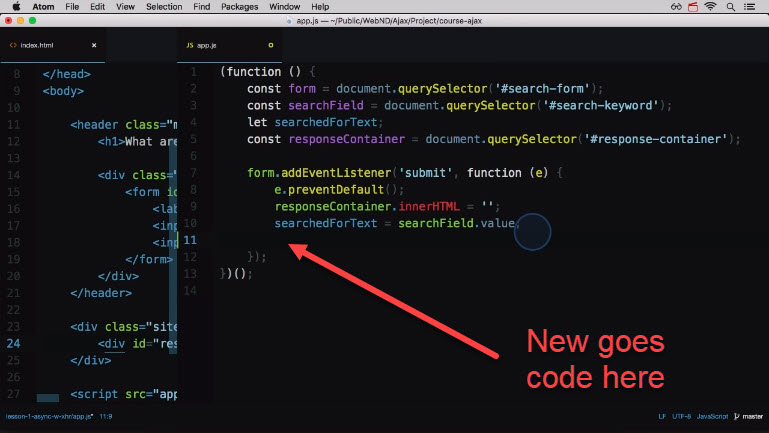 Atom File Edit View Selection Find Packages Window Help
app.js — ~/Public/WebND/Ajax/Project/course-ajax
<> index.html ×
JS app.js
8 </head>
9 <body>
10
11 <header class="m
12 <h1>What are
13
14 <div class="
15 <form id
16 <lab
17 <inp
18 <inp
19 </form>
20 </div>
21 </header>
22
23 <div class="site
24 <div id="res
25 </div>
26
27 <script src="app
1 (function () {
2 const form = document.querySelector('#search-form');
3 const searchField = document.querySelector('#search-keyword');
4 let searchedForText;
5 const responseContainer = document.querySelector('#response-container');
6
7 form.addEventListener('submit', function (e) {
8 e.preventDefault();
9 responseContainer.innerHTML = '';
10 searchedForText = searchField.value;
11
12 });
13 })();
14
New goes
code here
lesson-1-async-w-xhr/app.js* 11:9 LF UTF-8 JavaScript master